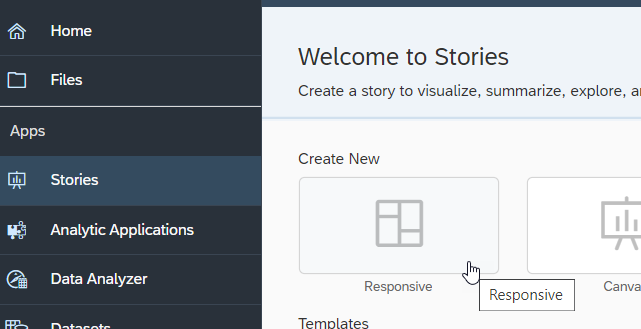 Home
Files
Apps
Stories
Analytic Applications
Data Analyzer
Datasets
Welcome to Stories
Create a story to visualize, summarize, explore,
Create New
Responsive
Responsive
Templates